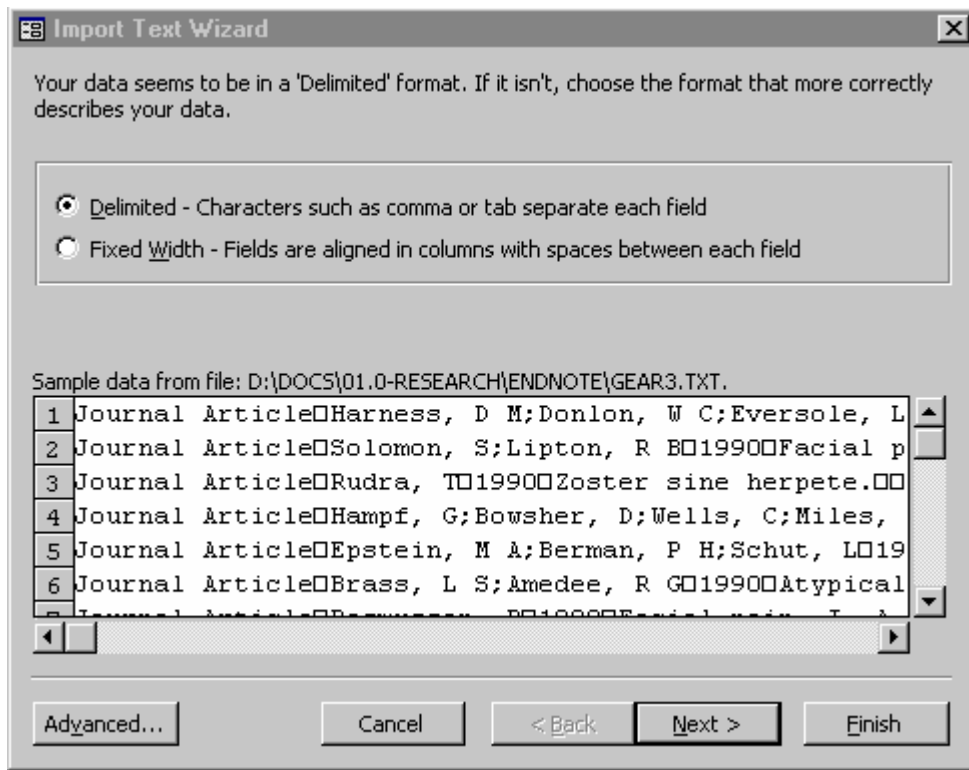 Import Text Wizard
Your data seems to be in a 'Delimited' format. If it isn't, choose the format that more correctly
describes your data.
Delimited - Characters such as comma or tab separate each field
Fixed Width - Fields are aligned in columns with spaces between each field
Sample data from file: D:\DOCS\01.0-RESEARCH\ENDNOTE\GEAR3.TXT.
1 Journal Article□Harness, D M;Donlon, W C;Eversole, L
2 Journal Article□Solomon, S;Lipton, R B□1990□Facial p
3 Journal Article□Rudra, T□1990□Zoster sine herpete.□□
4 Journal Article□Hampf, G;Bowsher, D;Wells, C;Miles,
5 Journal Article□Epstein, M A;Berman, P H;Schut, L□19
6 Journal Article□Brass, L S;Amedee, R G□1990□Atypical
Advanced... Cancel < Back Next > Finish